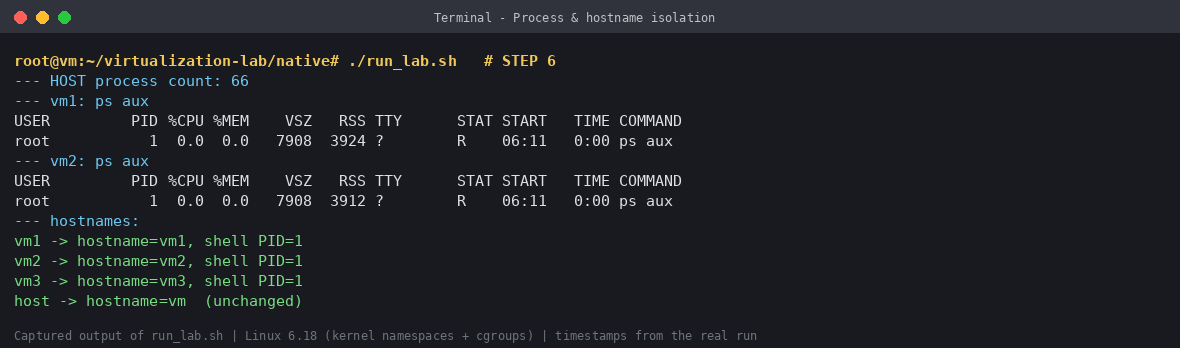 Terminal - Process & hostname isolation
root@vm:~/virtualization-lab/native# ./run_lab.sh   # STEP 6
--- HOST process count: 66
--- vm1: ps aux
USER         PID %CPU %MEM    VSZ   RSS TTY      STAT START   TIME COMMAND
root           1  0.0  0.0   7908  3924 ?        R    06:11   0:00 ps aux
--- vm2: ps aux
USER         PID %CPU %MEM    VSZ   RSS TTY      STAT START   TIME COMMAND
root           1  0.0  0.0   7908  3912 ?        R    06:11   0:00 ps aux
--- hostnames:
vm1 -> hostname=vm1, shell PID=1
vm2 -> hostname=vm2, shell PID=1
vm3 -> hostname=vm3, shell PID=1
host -> hostname=vm  (unchanged)
Captured output of run_lab.sh | Linux 6.18 (kernel namespaces + cgroups) | timestamps from the real run